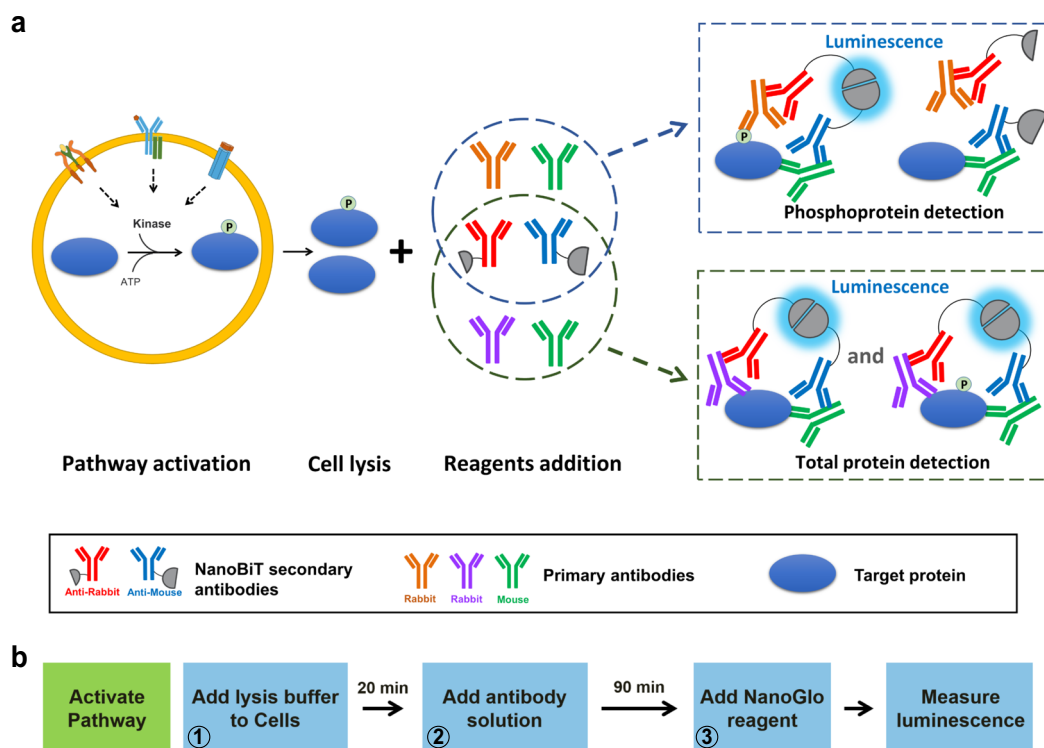 a
Luminescence
P
Phosphoprotein detection
Kinase
P
ATP
P
+
Luminescence
and
P
Total protein detection
Pathway activation
Cell lysis
Reagents addition
Anti-Rabbit
Anti-Mouse
NanoBiT secondary
antibodies
Rabbit
Rabbit
Mouse
Primary antibodies
Target protein
b
Activate
Pathway
Add lysis buffer
to Cells
①
20 min
Add antibody
solution
②
90 min
Add NanoGlo
reagent
③
Measure
luminescence